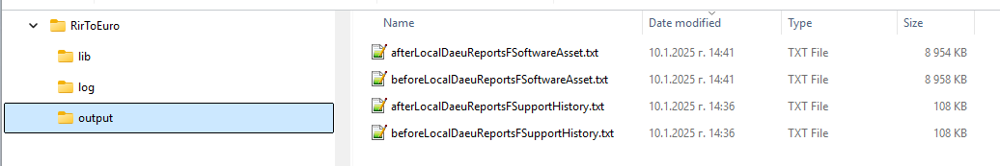 RirToEuro
lib
log
output
Name Date modified Type Size
afterLocalDaeuReportsFSoftwareAsset.txt 10.1.2025 г. 14:41 TXT File 8 954 KB
beforeLocalDaeuReportsFSoftwareAsset.txt 10.1.2025 г. 14:41 TXT File 8 958 KB
afterLocalDaeuReportsFSupportHistory.txt 10.1.2025 г. 14:36 TXT File 108 KB
beforeLocalDaeuReportsFSupportHistory.txt 10.1.2025 г. 14:36 TXT File 108 KB